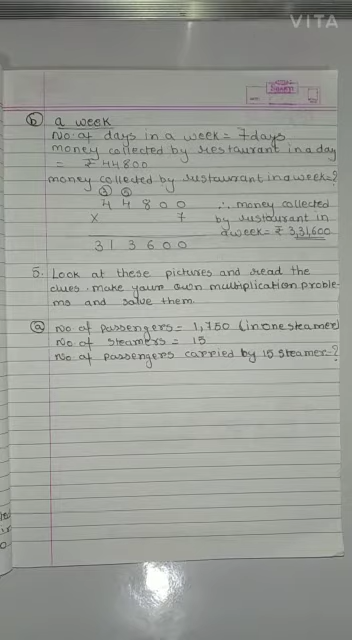 VITA
(b) a week
No. of days in a week = 7 days
money collected by restaurant in a day
= ₹ 44800
money collected by restaurant in a week=?
③ ⑤
4 4 8 0 0 ∴ money collected
× 7 by restaurant in
a week = ₹ 3,31,600
3 1 3 6 0 0
5. Look at these pictures and read the
clues. make your own multiplication proble-
ms and solve them.
(a) No of passengers = 1,750 (in one steamer)
No of steamers = 15
No of passengers carried by 15 steamer=?